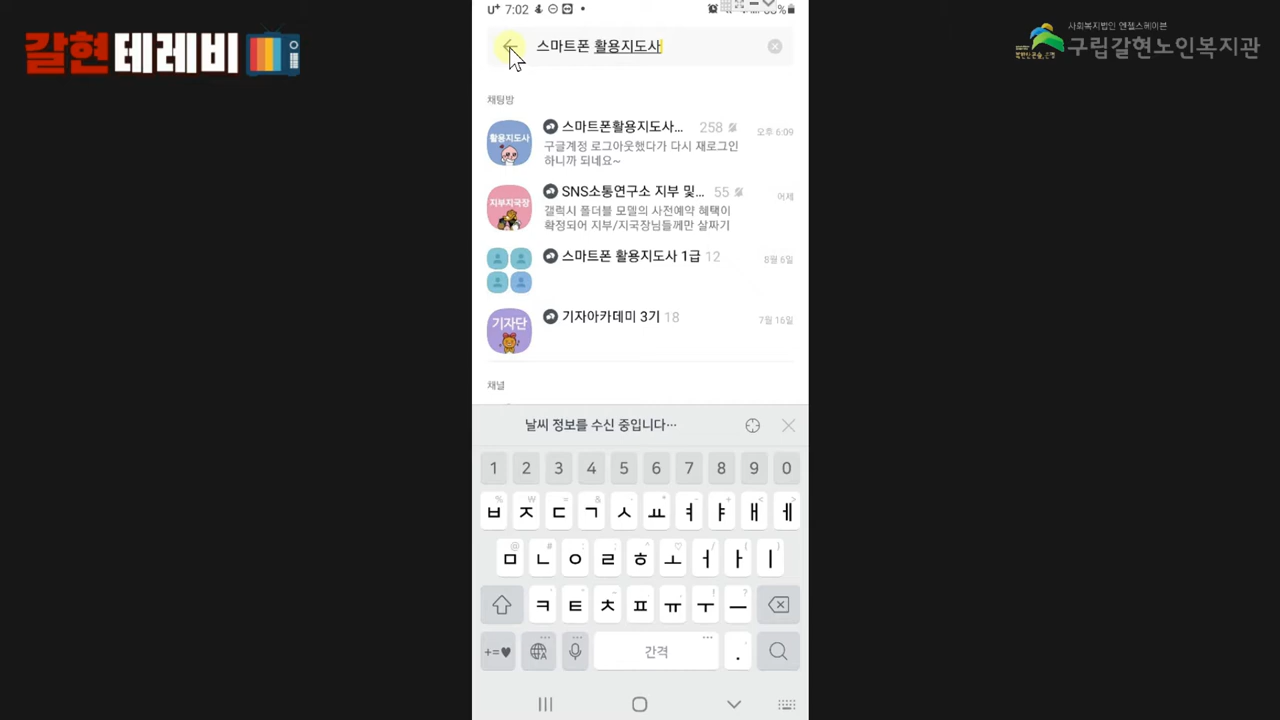 갈현테레비
사회복지법인 엔젤스헤이븐
구립갈현노인복지관
U+ 7:02
스마트폰 활용지도사
채팅방
활용지도사
스마트폰활용지도사... 258
오후 6:09
구글계정 로그아웃했다가 다시 재로그인
하니까 되네요~
지부지국장
SNS소통연구소 지부 및... 55
어제
갤럭시 폴더블 모델의 사전예약 혜택이
확정되어 지부/지국장님들께만 살짜기
스마트폰 활용지도사 1급 12
8월 6일
기자단
기자아카데미 3기 18
7월 16일
채널
날씨 정보를 수신 중입니다…
1 2 3 4 5 6 7 8 9 0
ㅂ ㅈ ㄷ ㄱ ㅅ ㅛ ㅕ ㅑ ㅐ ㅔ
ㅁ ㄴ ㅇ ㄹ ㅎ ㅗ ㅓ ㅏ ㅣ
ㅋ ㅌ ㅊ ㅍ ㅠ ㅜ ㅡ
+=♥ 간격 .